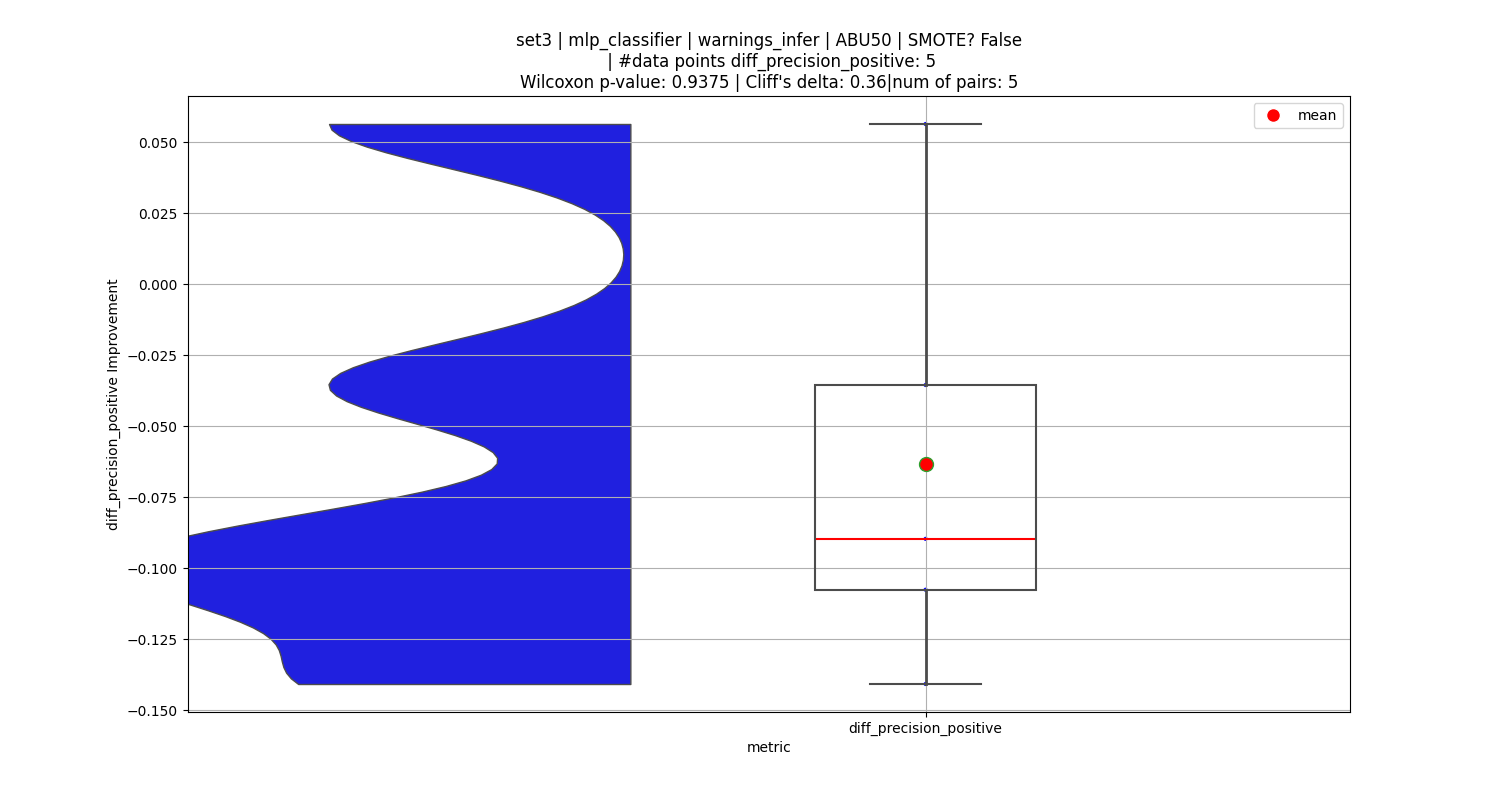 set3 | mlp_classifier | warnings_infer | ABU50 | SMOTE? False
| #data points diff_precision_positive: 5
Wilcoxon p-value: 0.9375 | Cliff's delta: 0.36|num of pairs: 5
mean
0.050
0.025
0.000
−0.025
−0.050
−0.075
−0.100
−0.125
−0.150
diff_precision_positive Improvement
diff_precision_positive
metric